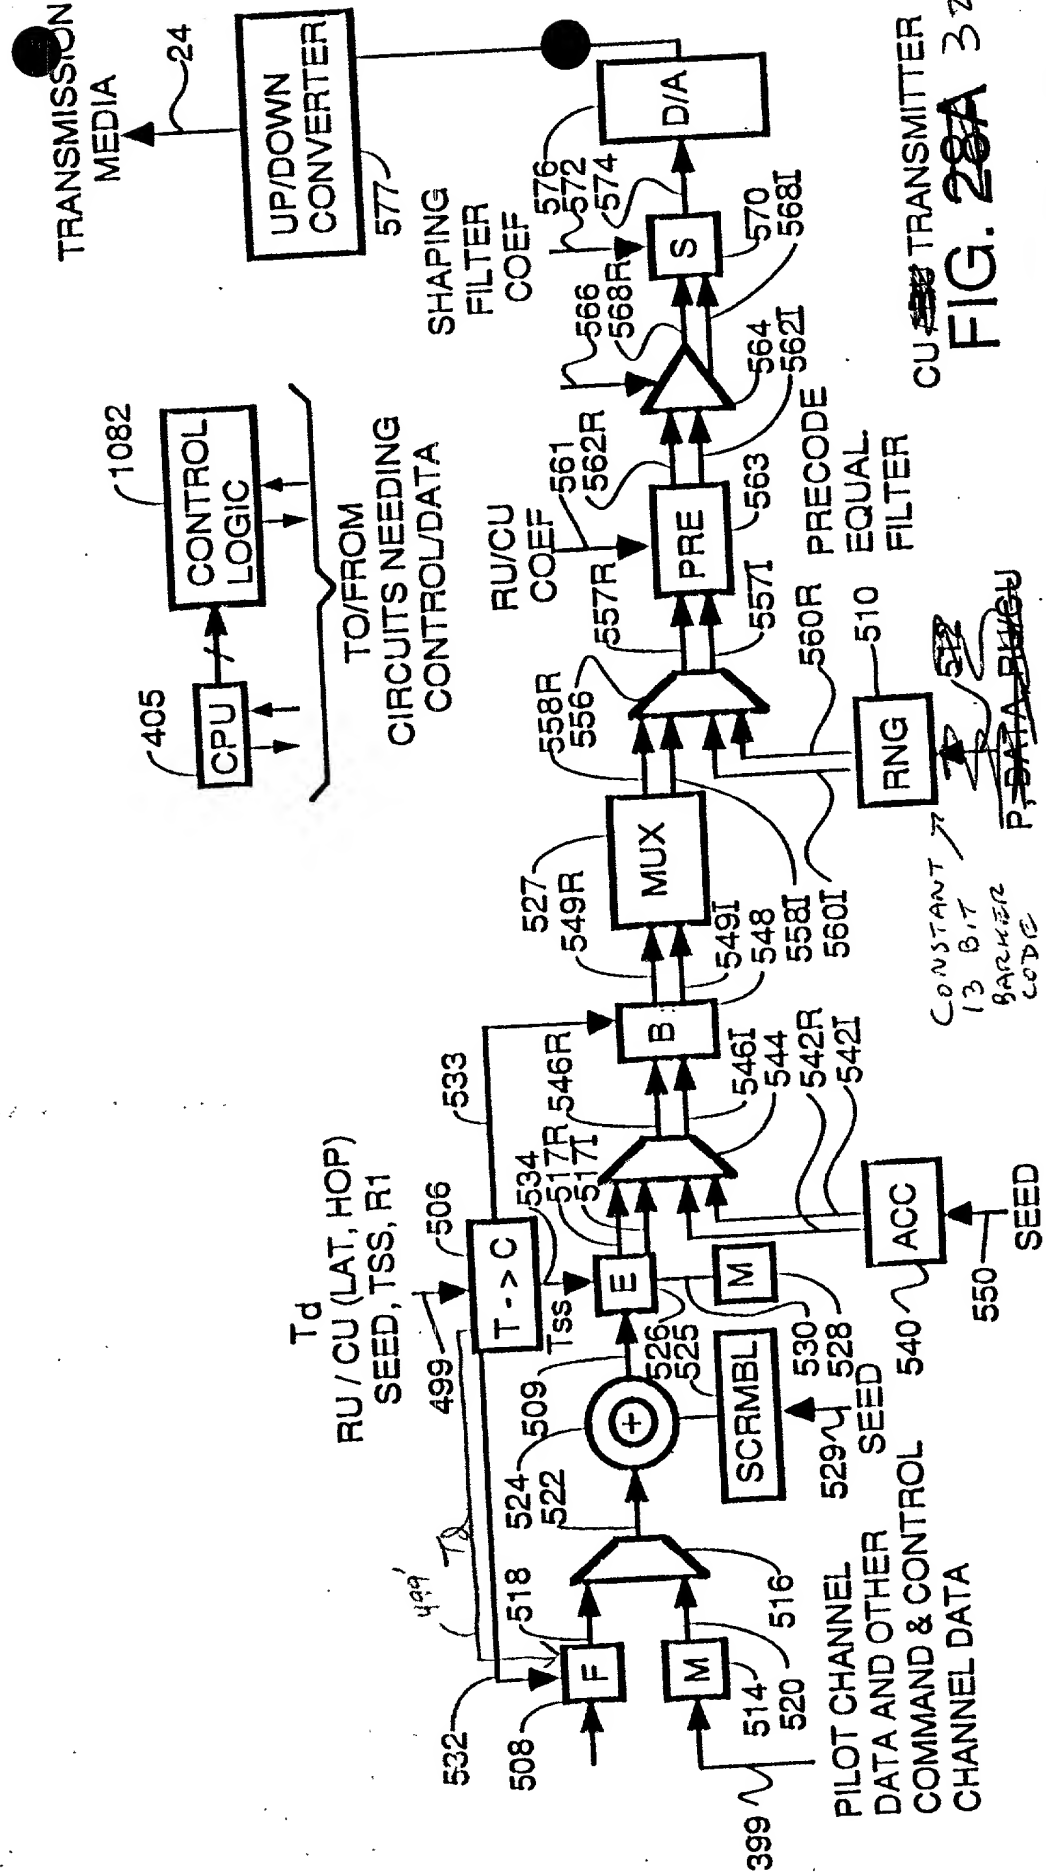 TRANSMISSION
MEDIA
24
UP/DOWN
CONVERTER
577
405
CPU
1082
CONTROL
LOGIC
TO/FROM
CIRCUITS NEEDING
CONTROL/DATA
Td
RU / CU (LAT, HOP)
SEED, TSS, R1
499
506
T -> C
533
499'
Td
532
508
F
518
522
524
509
Tss
534
517R
517I
546R
549R
527
558R
556
557R
RU/CU
COEF
561
562R
566
568R
SHAPING
FILTER
COEF
576
572
574
D/A
E
B
MUX
PRE
S
399
M
514
520
516
SCRMBL
526
525
529
SEED
M
530
528
540
ACC
550
SEED
546I
544
542R
542I
549I
548
558I
560I
557I
560R
RNG
510
563
PRECODE
EQUAL.
FILTER
564
562I
570
568I
PILOT CHANNEL
DATA AND OTHER
COMMAND & CONTROL
CHANNEL DATA
CONSTANT
13 BIT
BARKER
CODE
512
CU TRANSMITTER
FIG. 28A 32